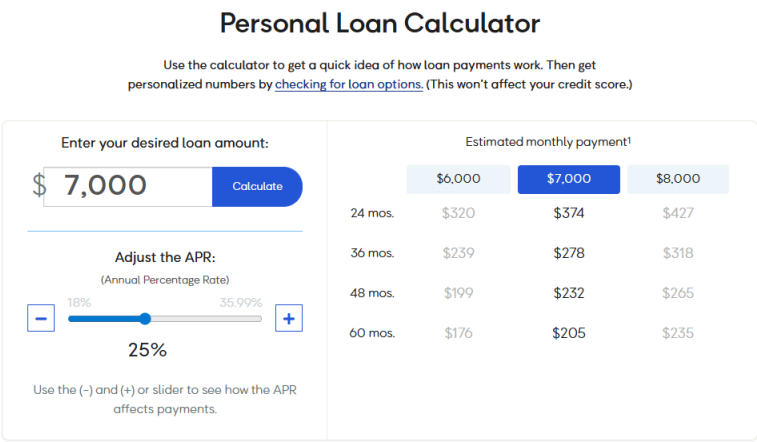 Personal Loan Calculator
Use the calculator to get a quick idea of how loan payments work. Then get
personalized numbers by checking for loan options. (This won't affect your credit score.)
Enter your desired loan amount:
$ 7,000 Calculate
Adjust the APR:
(Annual Percentage Rate)
18% 35.99%
− +
25%
Use the (-) and (+) or slider to see how the APR
affects payments.
Estimated monthly payment¹
$6,000 $7,000 $8,000
24 mos. $320 $374 $427
36 mos. $239 $278 $318
48 mos. $199 $232 $265
60 mos. $176 $205 $235